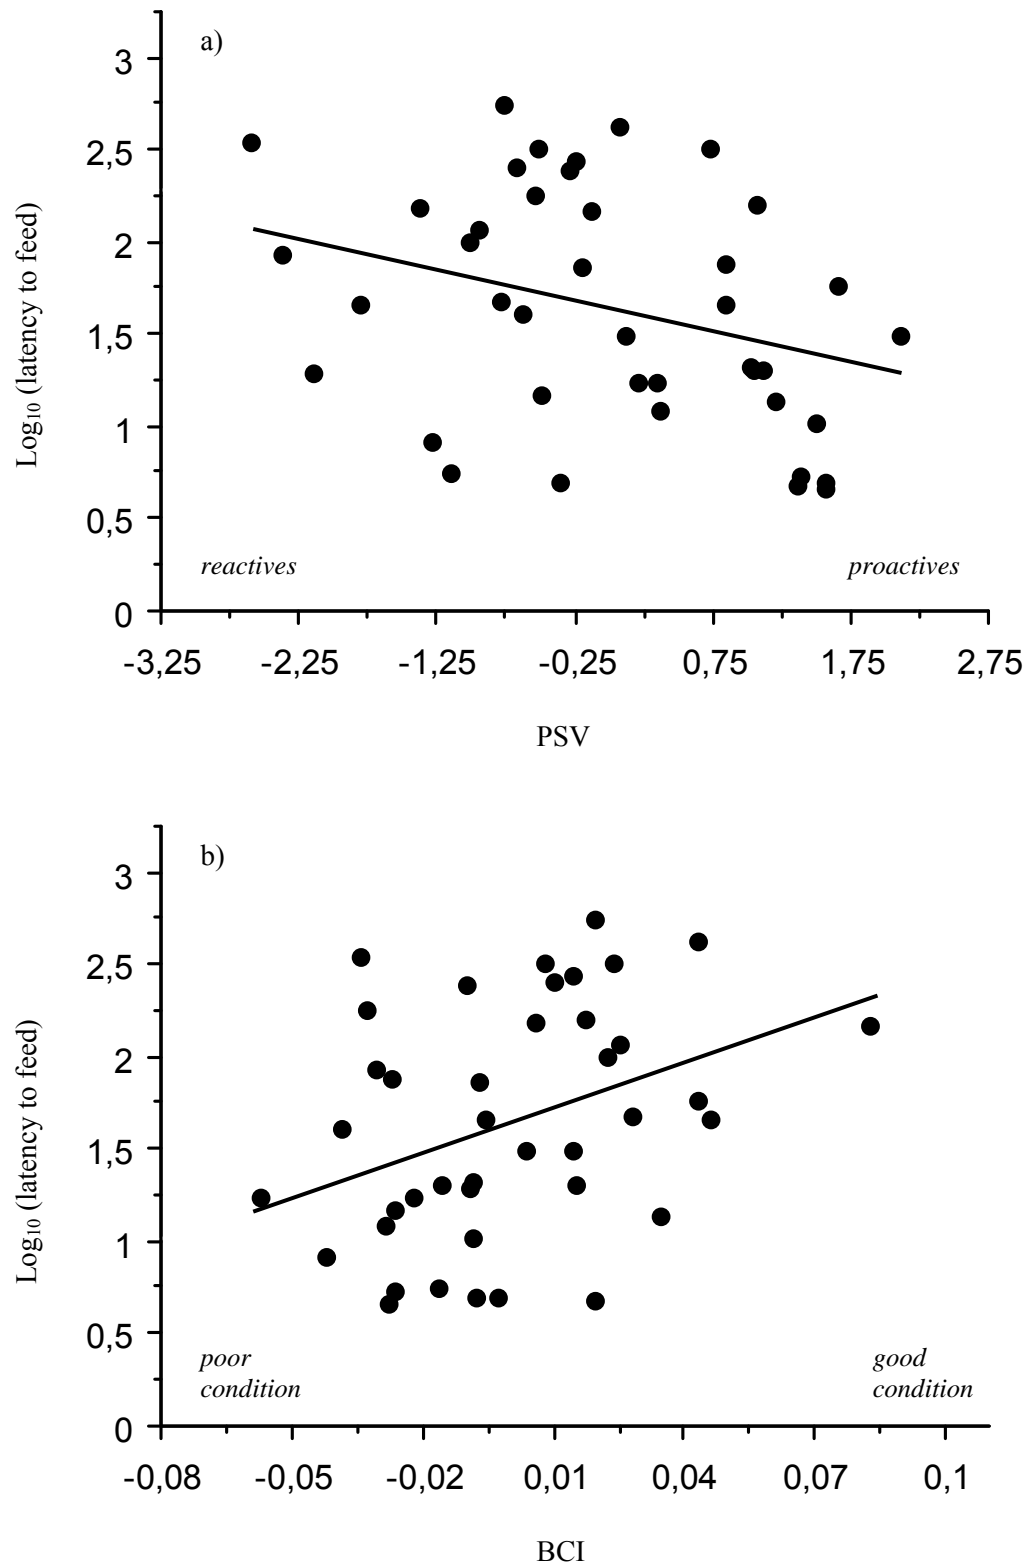 a)
3
2,5
2
1,5
1
0,5
0
Log₁₀ (latency to feed)
reactives
proactives
-3,25 -2,25 -1,25 -0,25 0,75 1,75 2,75
PSV
b)
3
2,5
2
1,5
1
0,5
0
Log₁₀ (latency to feed)
poor
condition
good
condition
-0,08 -0,05 -0,02 0,01 0,04 0,07 0,1
BCI